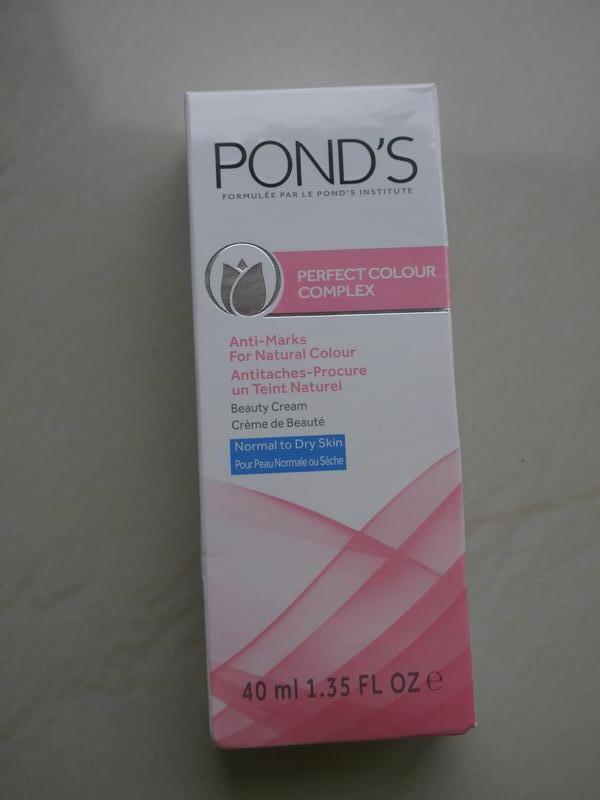 POND'S
FORMULÉE PAR LE POND'S INSTITUTE
PERFECT COLOUR
COMPLEX
Anti-Marks
For Natural Colour
Antitaches-Procure
un Teint Naturel
Beauty Cream
Crème de Beauté
Normal to Dry Skin
Pour Peau Normale ou Sèche
40 ml 1.35 FL OZ ℮